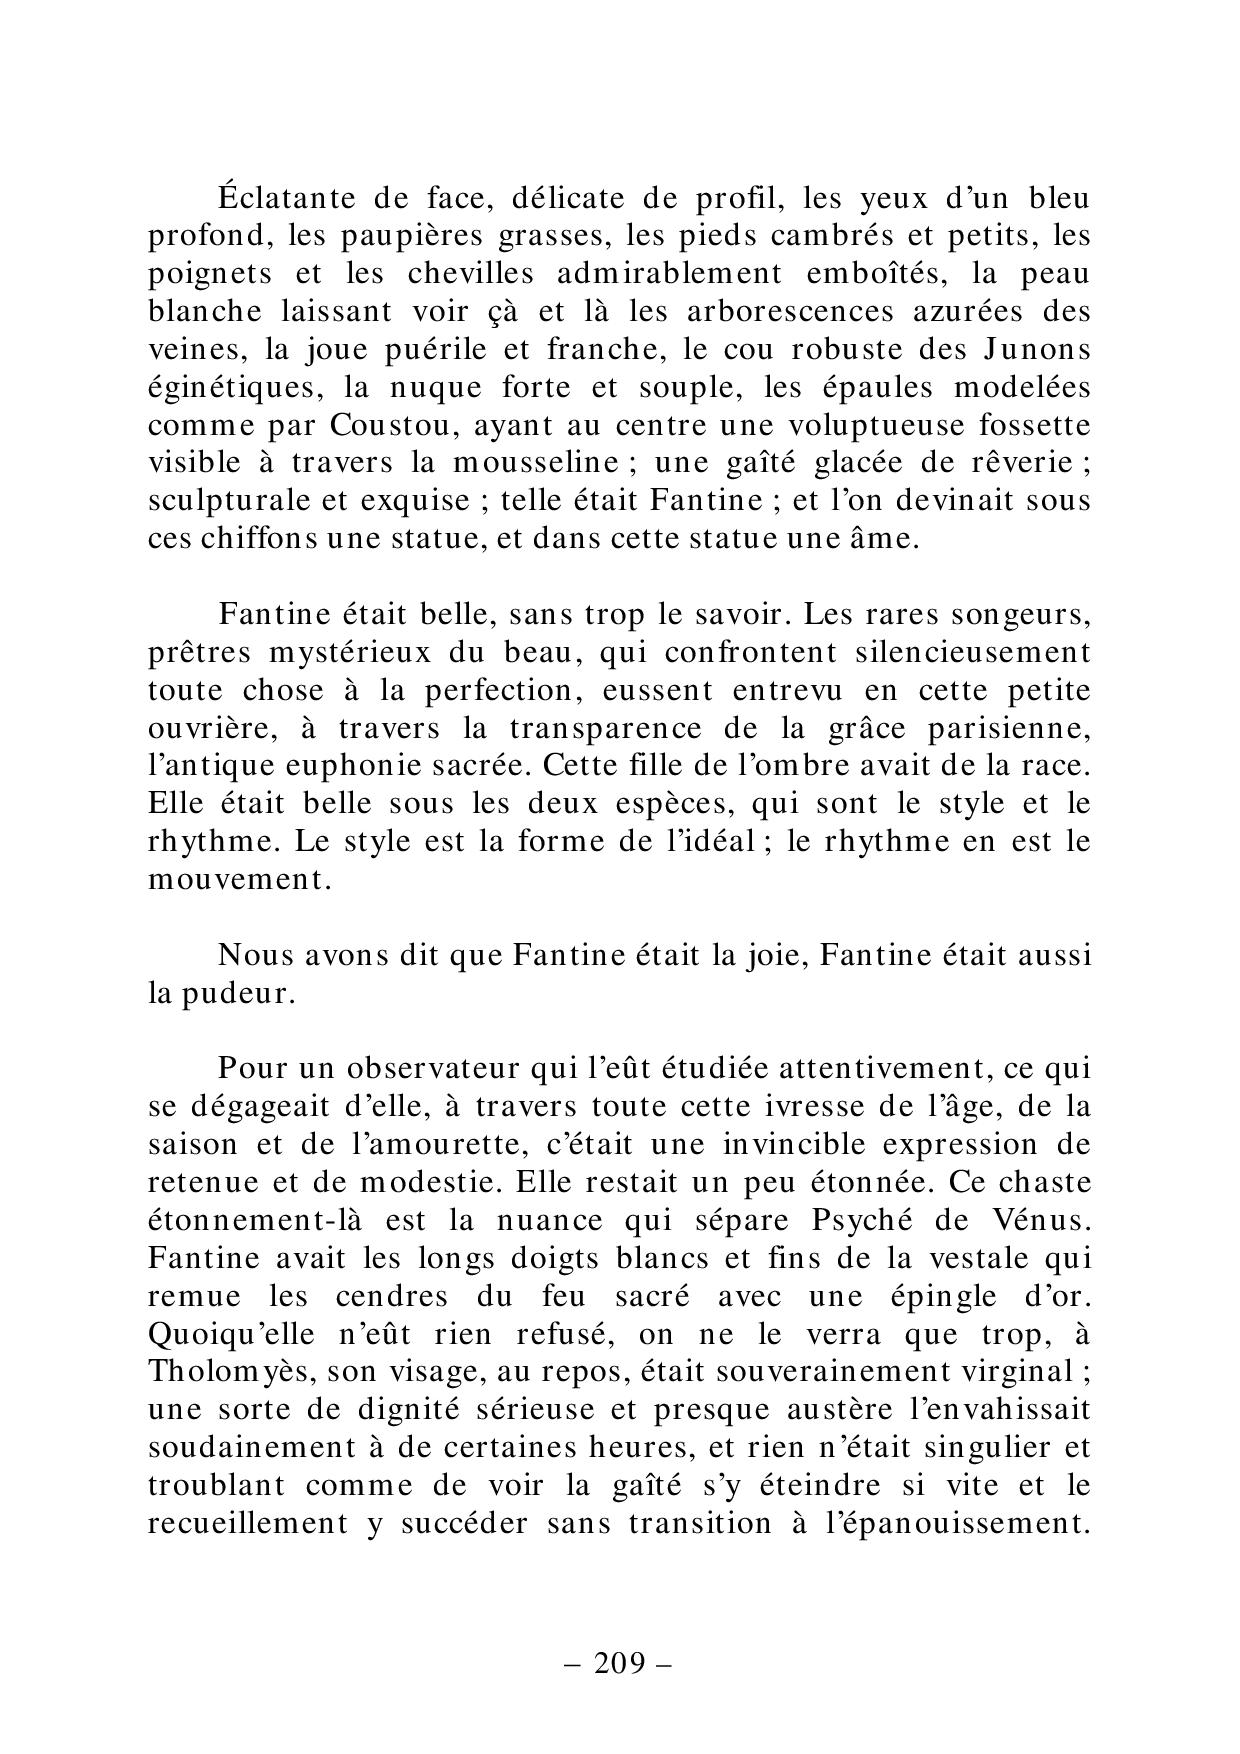 Éclatante de face, délicate de profil, les yeux d’un bleu
profond, les paupières grasses, les pieds cambrés et petits, les
poignets et les chevilles admirablement emboîtés, la peau
blanche laissant voir çà et là les arborescences azurées des
veines, la joue puérile et franche, le cou robuste des Junons
éginétiques, la nuque forte et souple, les épaules modelées
comme par Coustou, ayant au centre une voluptueuse fossette
visible à travers la mousseline ; une gaîté glacée de rêverie ;
sculpturale et exquise ; telle était Fantine ; et l’on devinait sous
ces chiffons une statue, et dans cette statue une âme.
Fantine était belle, sans trop le savoir. Les rares songeurs,
prêtres mystérieux du beau, qui confrontent silencieusement
toute chose à la perfection, eussent entrevu en cette petite
ouvrière, à travers la transparence de la grâce parisienne,
l’antique euphonie sacrée. Cette fille de l’ombre avait de la race.
Elle était belle sous les deux espèces, qui sont le style et le
rhythme. Le style est la forme de l’idéal ; le rhythme en est le
mouvement.
Nous avons dit que Fantine était la joie, Fantine était aussi
la pudeur.
Pour un observateur qui l’eût étudiée attentivement, ce qui
se dégageait d’elle, à travers toute cette ivresse de l’âge, de la
saison et de l’amourette, c’était une invincible expression de
retenue et de modestie. Elle restait un peu étonnée. Ce chaste
étonnement-là est la nuance qui sépare Psyché de Vénus.
Fantine avait les longs doigts blancs et fins de la vestale qui
remue les cendres du feu sacré avec une épingle d’or.
Quoiqu’elle n’eût rien refusé, on ne le verra que trop, à
Tholomyès, son visage, au repos, était souverainement virginal ;
une sorte de dignité sérieuse et presque austère l’envahissait
soudainement à de certaines heures, et rien n’était singulier et
troublant comme de voir la gaîté s’y éteindre si vite et le
recueillement y succéder sans transition à l’épanouissement.
– 209 –